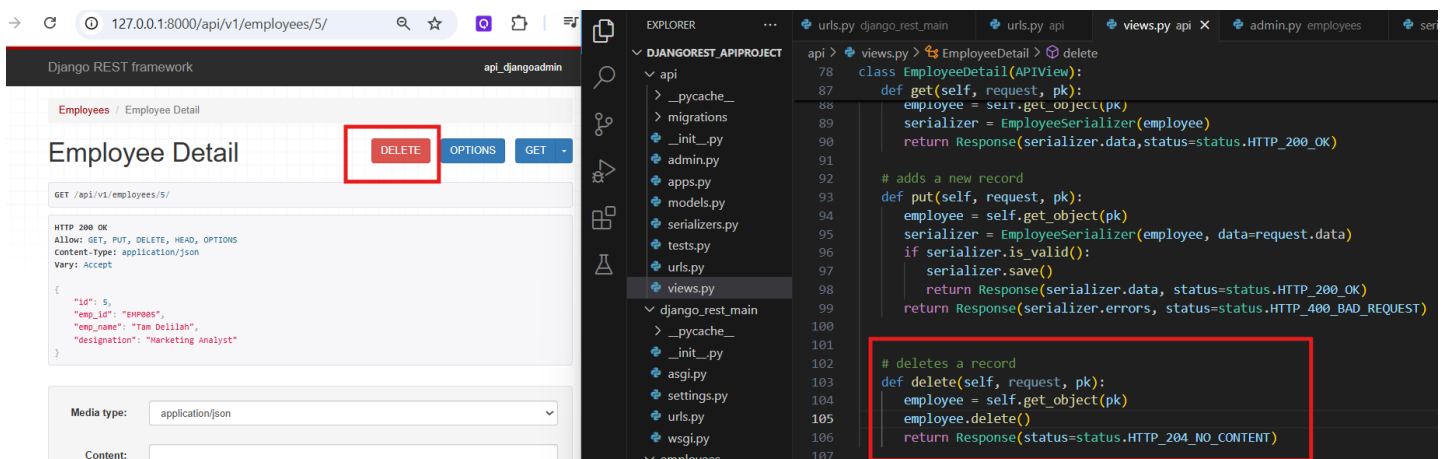 127.0.0.1:8000/api/v1/employees/5/
Django REST framework
api_djangoadmin
Employees / Employee Detail
Employee Detail
DELETE
OPTIONS
GET
GET /api/v1/employees/5/
HTTP 200 OK
Allow: GET, PUT, DELETE, HEAD, OPTIONS
Content-Type: application/json
Vary: Accept
{
"id": 5,
"emp_id": "EMP005",
"emp_name": "Tam Delilah",
"designation": "Marketing Analyst"
}
Media type:
application/json
Content:
EXPLORER
DJANGOREST_APIPROJECT
api
__pycache__
migrations
__init__.py
admin.py
apps.py
models.py
serializers.py
tests.py
urls.py
views.py
django_rest_main
__pycache__
__init__.py
asgi.py
settings.py
urls.py
wsgi.py
employees
urls.py django_rest_main
urls.py api
views.py api
admin.py employees
seri
api > views.py > EmployeeDetail > delete
78 class EmployeeDetail(APIView):
87 def get(self, request, pk):
88 employee = self.get_object(pk)
89 serializer = EmployeeSerializer(employee)
90 return Response(serializer.data,status=status.HTTP_200_OK)
91
92 # adds a new record
93 def put(self, request, pk):
94 employee = self.get_object(pk)
95 serializer = EmployeeSerializer(employee, data=request.data)
96 if serializer.is_valid():
97 serializer.save()
98 return Response(serializer.data, status=status.HTTP_200_OK)
99 return Response(serializer.errors, status=status.HTTP_400_BAD_REQUEST)
100
101
102 # deletes a record
103 def delete(self, request, pk):
104 employee = self.get_object(pk)
105 employee.delete()
106 return Response(status=status.HTTP_204_NO_CONTENT)
107